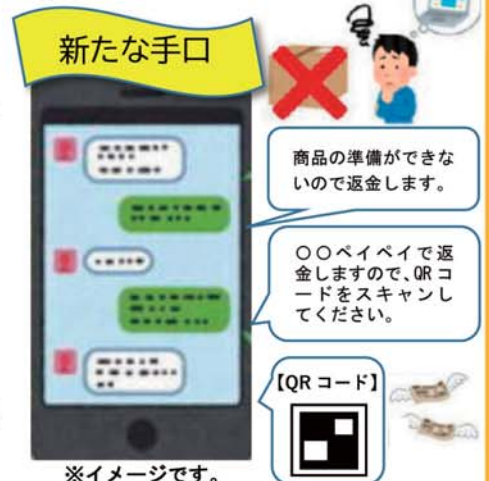 新たな手口
商品の準備ができな
いので返金します。
〇〇ペイペイで返
金しますので、QRコ
ードをスキャンし
てください。
【QRコード】
※イメージです。